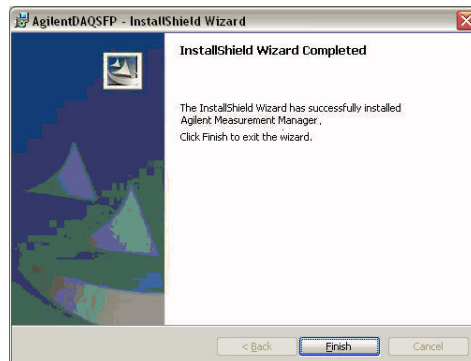 AgilentDAQSFP - InstallShield Wizard
InstallShield Wizard Completed
The InstallShield Wizard has successfully installed
Agilent Measurement Manager.
Click Finish to exit the wizard.
< Back
Finish
Cancel